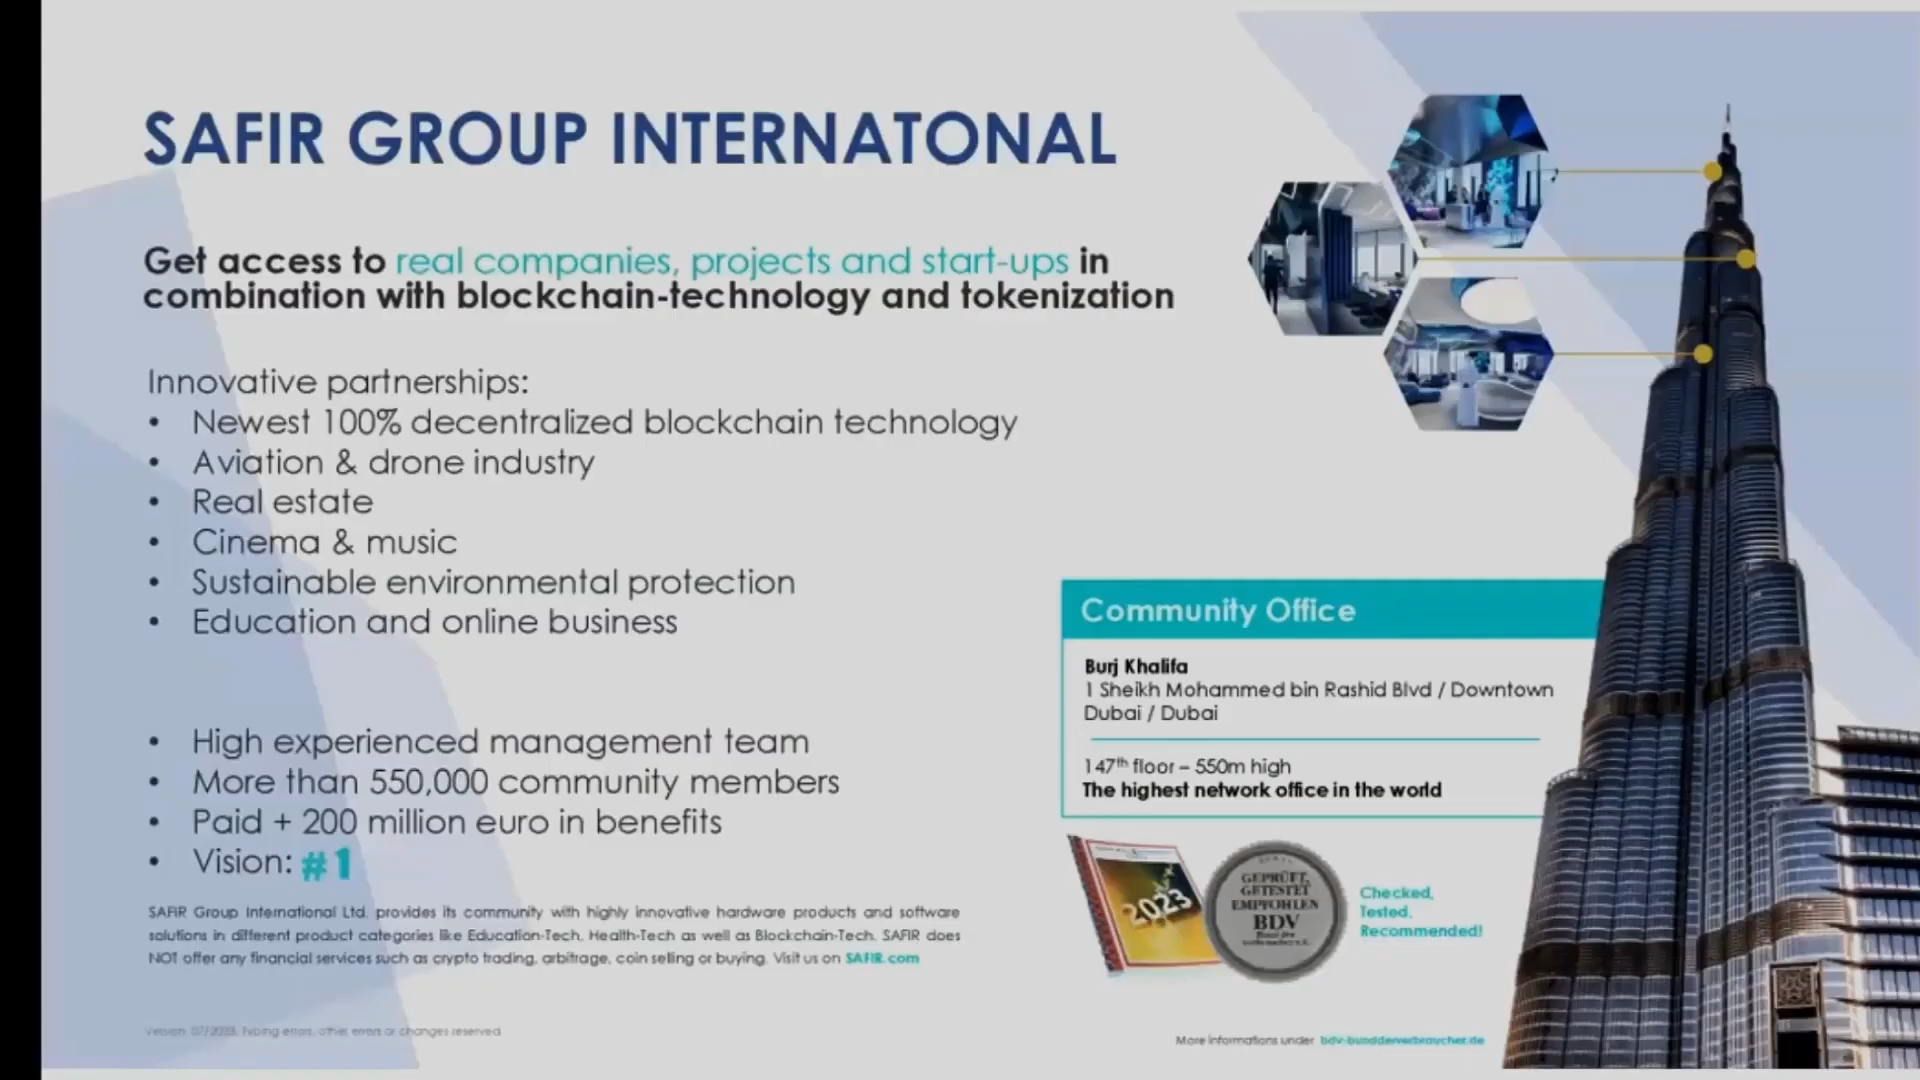 SAFIR GROUP INTERNATONAL
Get access to real companies, projects and start-ups in
combination with blockchain-technology and tokenization
Innovative partnerships:
• Newest 100% decentralized blockchain technology
• Aviation & drone industry
• Real estate
• Cinema & music
• Sustainable environmental protection
• Education and online business
• High experienced management team
• More than 550,000 community members
• Paid + 200 million euro in benefits
• Vision: #1
SAFIR Group International Ltd. provides its community with highly innovative hardware products and software
solutions in different product categories like Education-Tech, Health-Tech as well as Blockchain-Tech. SAFIR does
NOT offer any financial services such as crypto trading, arbitrage, coin selling or buying. Visit us on SAFIR.com
Version: 07/2023, Typing errors, other errors or changes reserved
Community Office
Burj Khalifa
1 Sheikh Mohammed bin Rashid Blvd / Downtown
Dubai / Dubai
147th floor – 550m high
The highest network office in the world
2023
GEPRÜFT,
GETESTET
EMPFOHLEN
BDV
Checked,
Tested,
Recommended!
More informations under bdv-bundderverbraucher.de